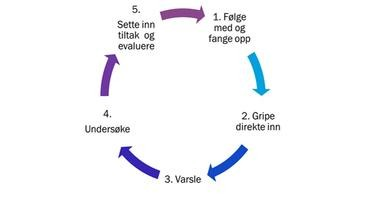 1. Følge
med og
fange opp
2. Gripe
direkte inn
3. Varsle
4.
Undersøke
5.
Sette inn
tiltak og
evaluere